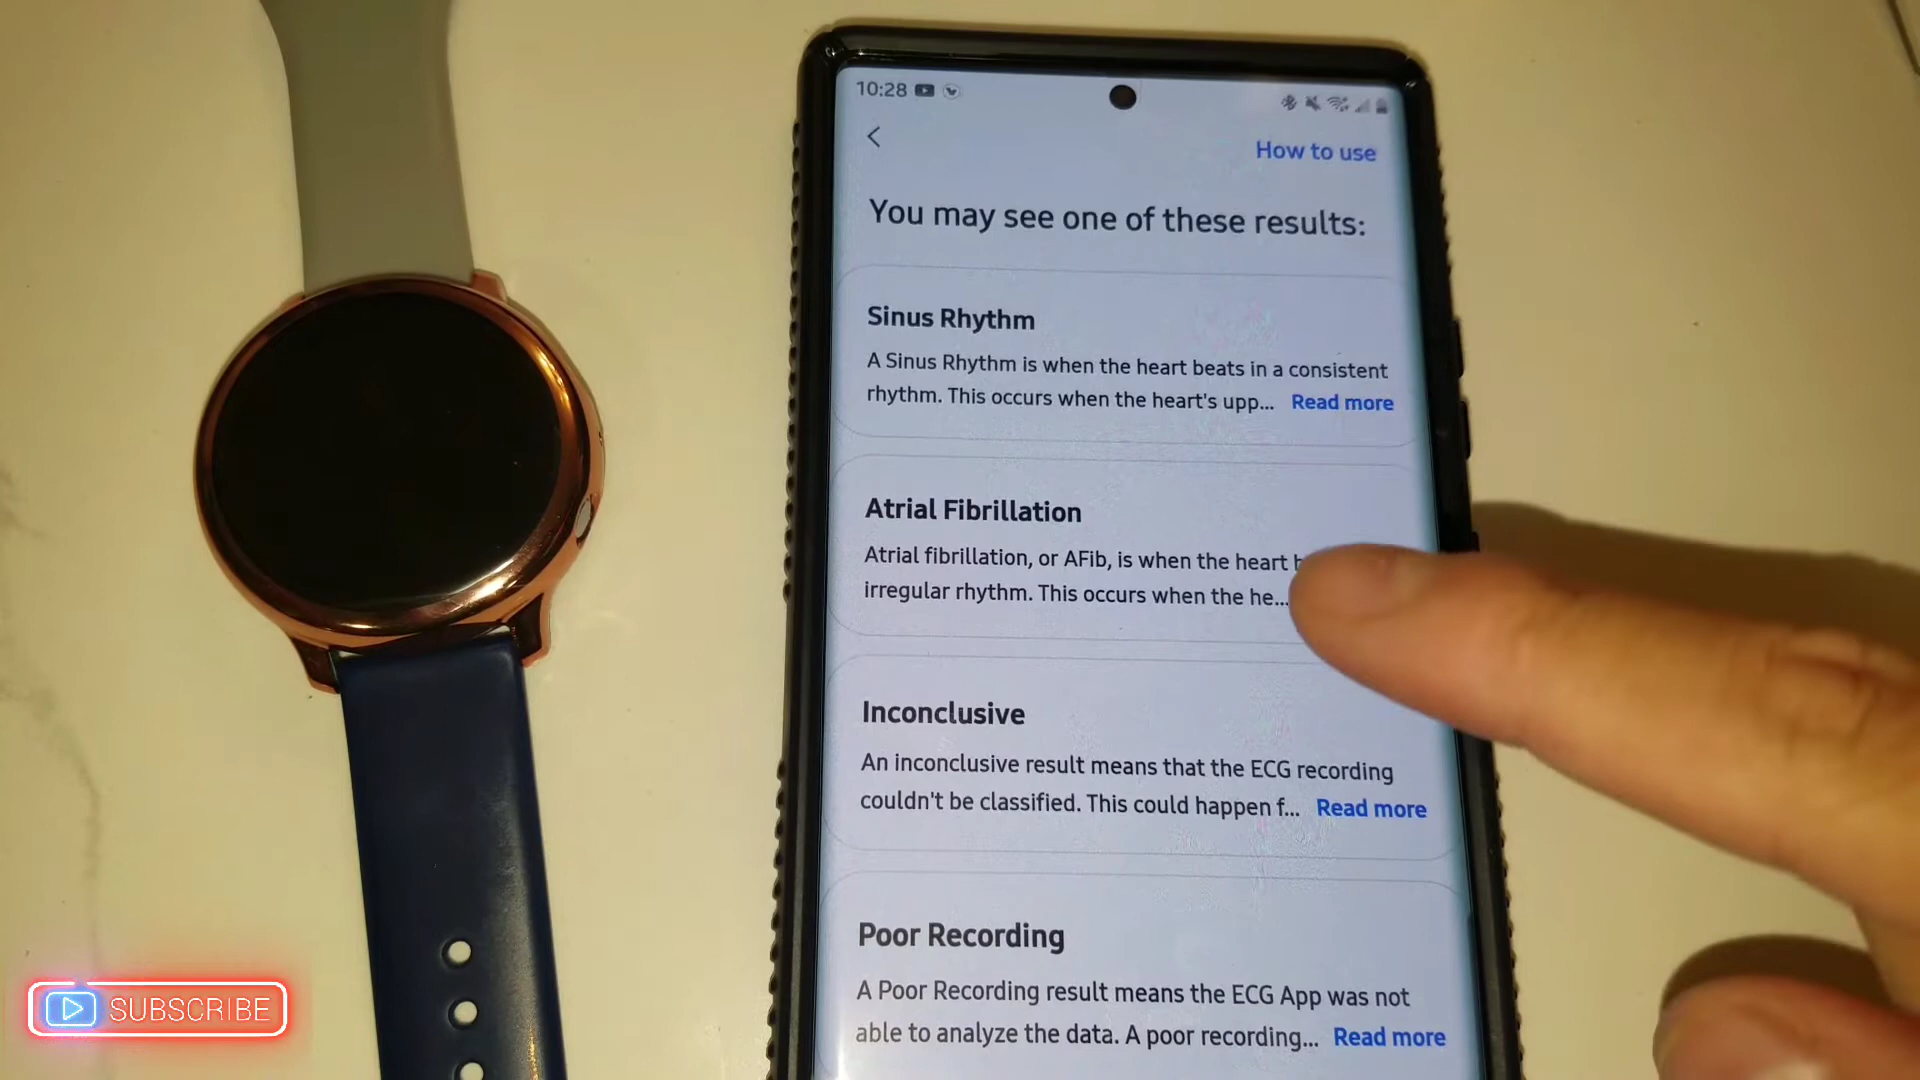 10:28
How to use
You may see one of these results:
Sinus Rhythm
A Sinus Rhythm is when the heart beats in a consistent
rhythm. This occurs when the heart's upp... Read more
Atrial Fibrillation
Atrial fibrillation, or AFib, is when the heart
irregular rhythm. This occurs when the he...
Inconclusive
An inconclusive result means that the ECG recording
couldn't be classified. This could happen f... Read more
Poor Recording
A Poor Recording result means the ECG App was not
able to analyze the data. A poor recording... Read more
SUBSCRIBE